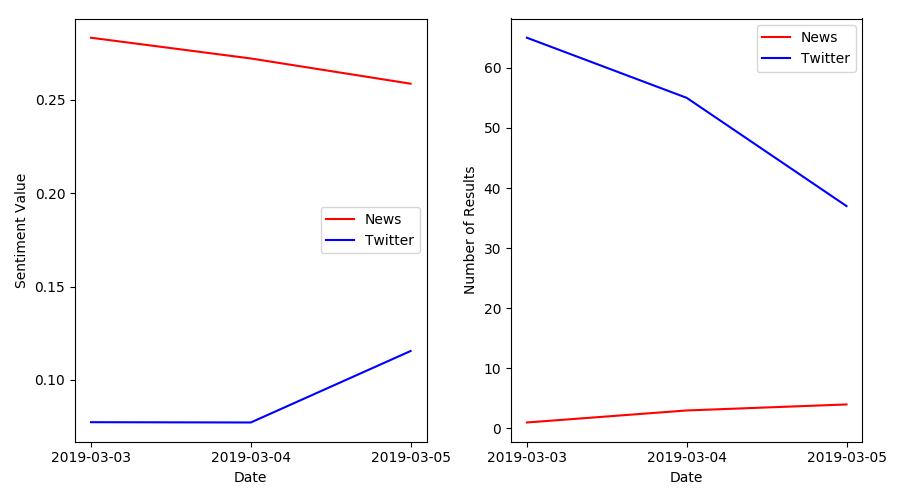 Sentiment Value
0.25
0.20
0.15
0.10
News
Twitter
2019-03-03
2019-03-04
2019-03-05
Date
Number of Results
60
50
40
30
20
10
0
News
Twitter
2019-03-03
2019-03-04
2019-03-05
Date